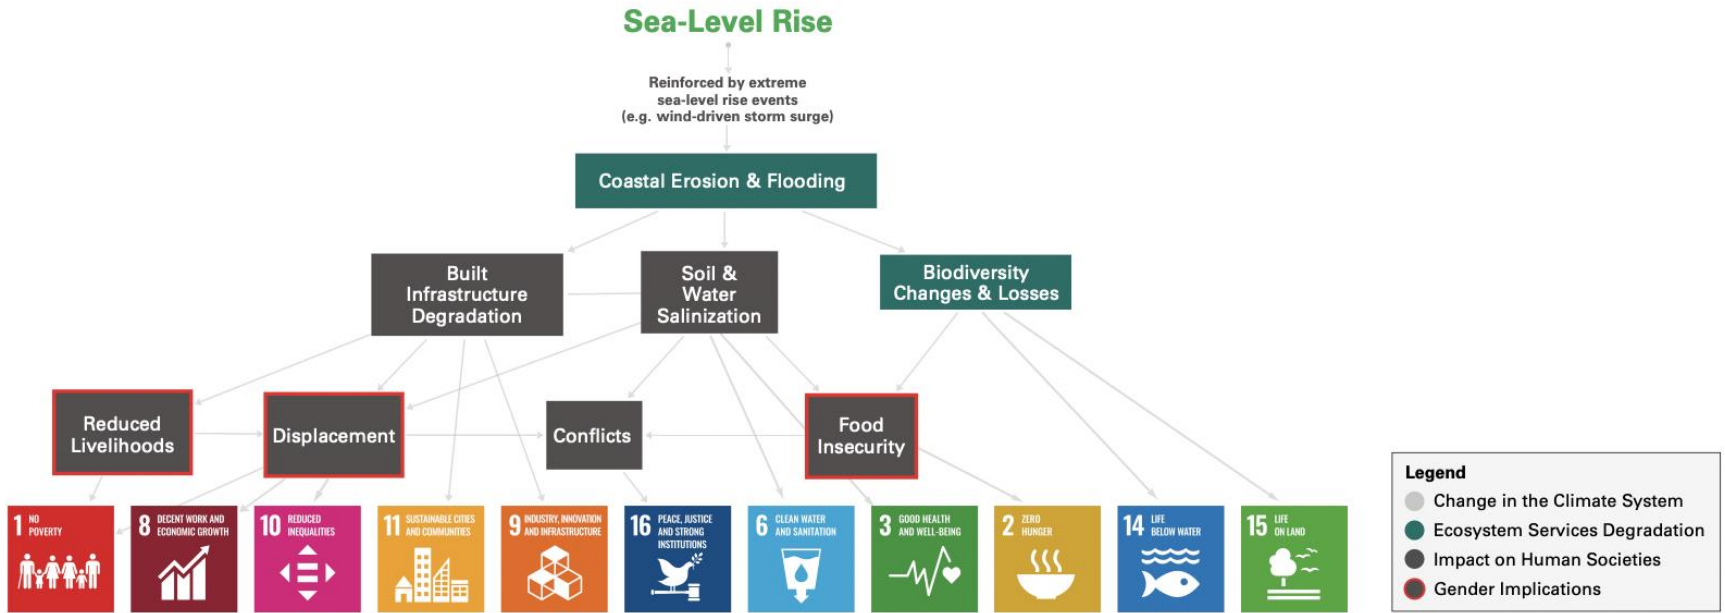 Sea-Level Rise
Reinforced by extreme
sea-level rise events
(e.g. wind-driven storm surge)
Coastal Erosion & Flooding
Built
Infrastructure
Degradation
Soil &
Water
Salinization
Biodiversity
Changes & Losses
Reduced
Livelihoods
Displacement
Conflicts
Food
Insecurity
1 NO
POVERTY
8 DECENT WORK AND
ECONOMIC GROWTH
10 REDUCED
INEQUALITIES
11 SUSTAINABLE CITIES
AND COMMUNITIES
9 INDUSTRY, INNOVATION
AND INFRASTRUCTURE
16 PEACE, JUSTICE
AND STRONG
INSTITUTIONS
6 CLEAN WATER
AND SANITATION
3 GOOD HEALTH
AND WELL-BEING
2 ZERO
HUNGER
14 LIFE
BELOW WATER
15 LIFE
ON LAND
Legend
Change in the Climate System
Ecosystem Services Degradation
Impact on Human Societies
Gender Implications